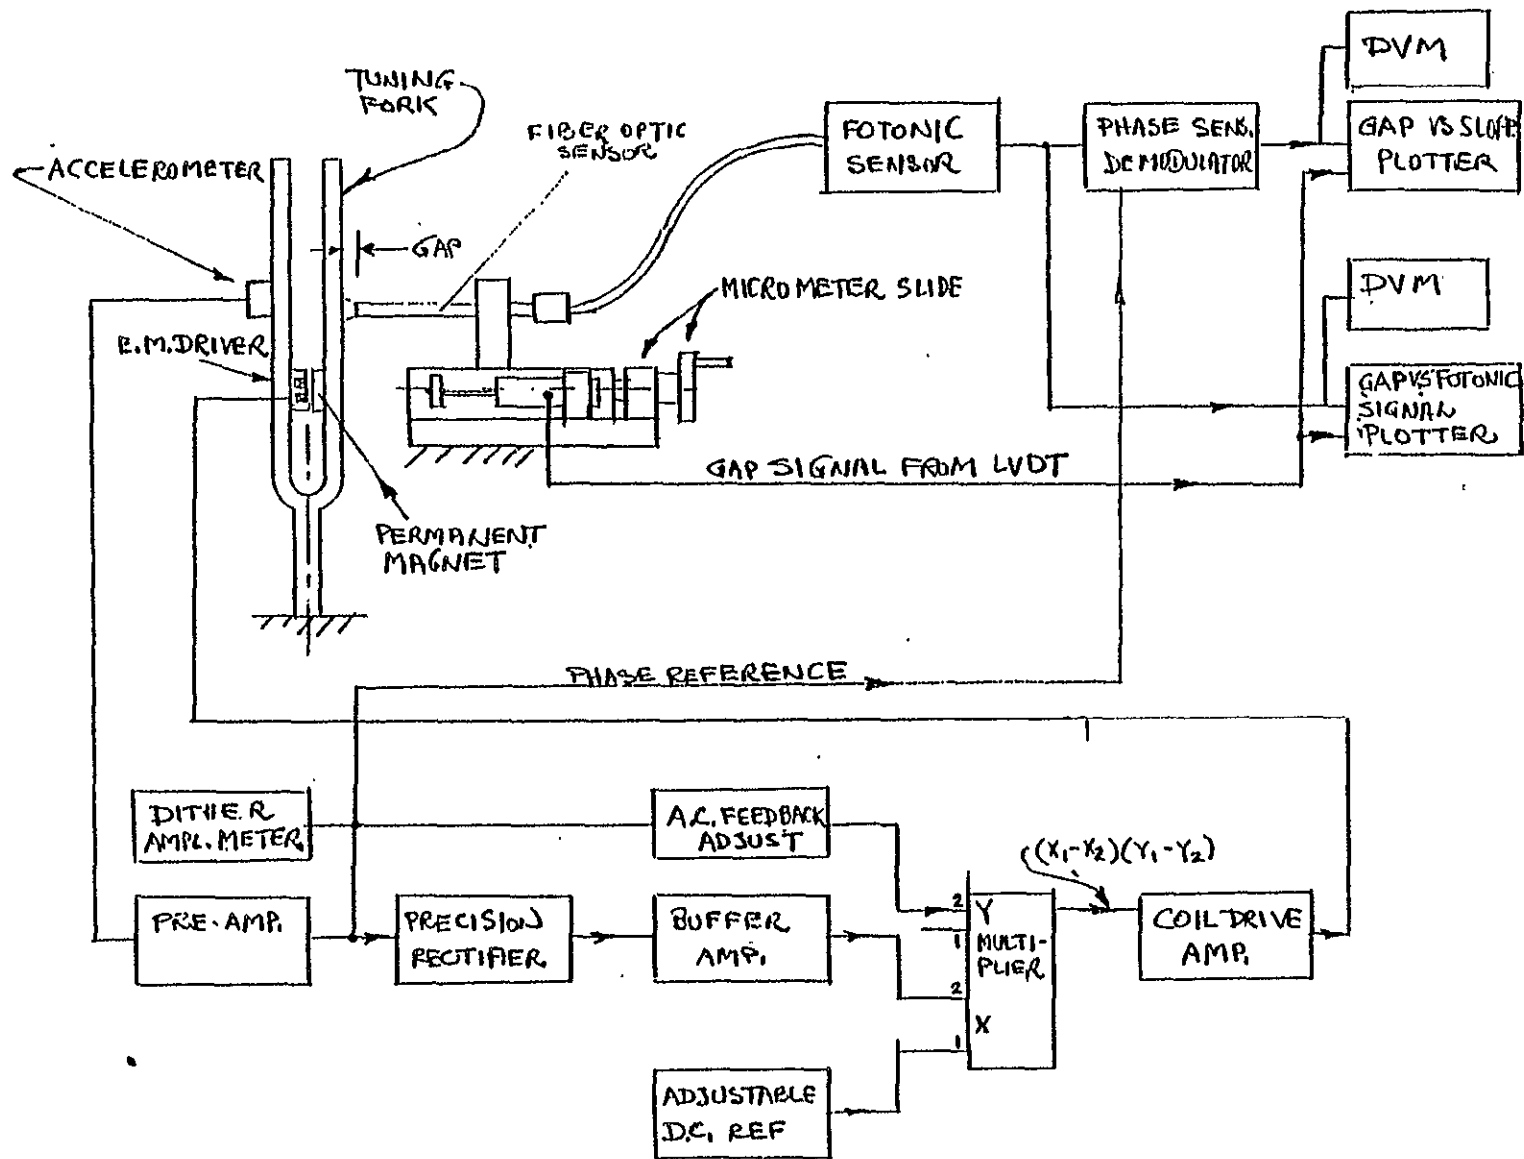 TUNING
FORK
ACCELEROMETER
FIBER OPTIC
SENSOR
GAP
E.M. DRIVER
PERMANENT
MAGNET
MICROMETER SLIDE
GAP SIGNAL FROM LVDT
FOTONIC
SENSOR
PHASE SENS.
DEMODULATOR
DVM
GAP VS SLOPE
PLOTTER
DVM
GAP VS FOTONIC
SIGNAL
PLOTTER
PHASE REFERENCE
DITHER
AMPL. METER
A.C. FEEDBACK
ADJUST
(X1-X2)(Y1-Y2)
PRE-AMP.
PRECISION
RECTIFIER
BUFFER
AMP.
2 Y
1 MULTI-
PLIER
2
X
1
COIL DRIVE
AMP.
ADJUSTABLE
D.C. REF